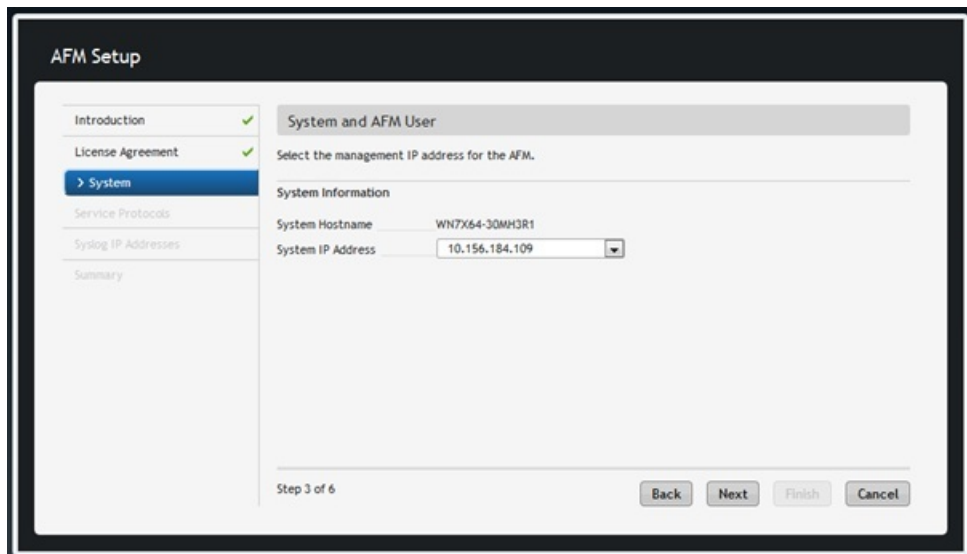 AFM Setup
Introduction
License Agreement
> System
Service Protocols
Syslog IP Addresses
Summary
System and AFM User
Select the management IP address for the AFM.
System Information
System Hostname WN7X64-30MH3R1
System IP Address 10.156.184.109
Step 3 of 6
Back Next Finish Cancel